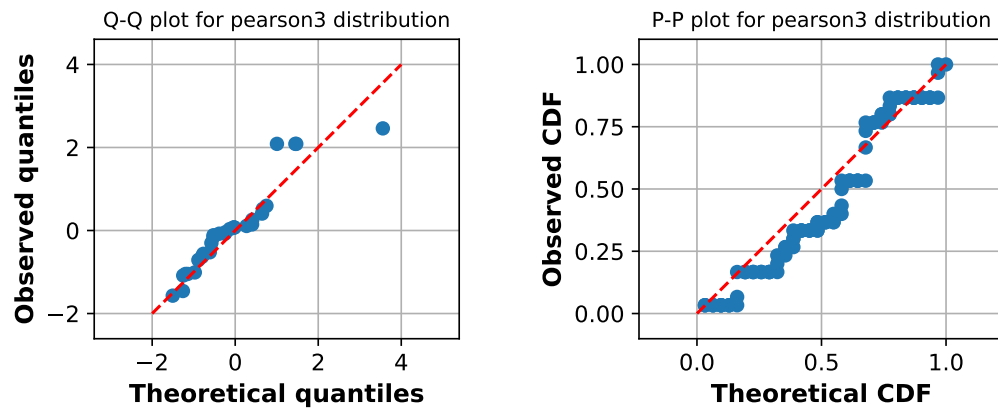 Q-Q plot for pearson3 distribution
Observed quantiles
4
2
0
−2
−2 0 2 4
Theoretical quantiles
P-P plot for pearson3 distribution
Observed CDF
1.00
0.75
0.50
0.25
0.00
0.0 0.5 1.0
Theoretical CDF